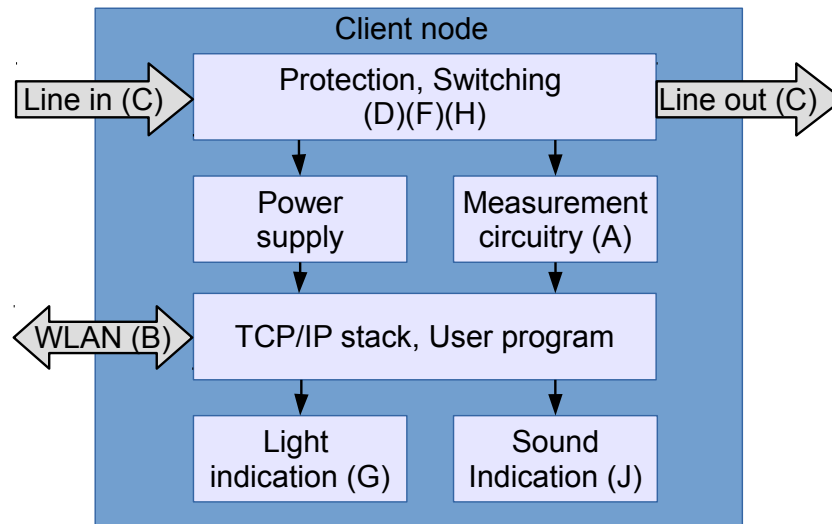 Client node
Protection, Switching
(D)(F)(H)
Line in (C)
Line out (C)
Power
supply
Measurement
circuitry (A)
WLAN (B)
TCP/IP stack, User program
Light
indication (G)
Sound
Indication (J)